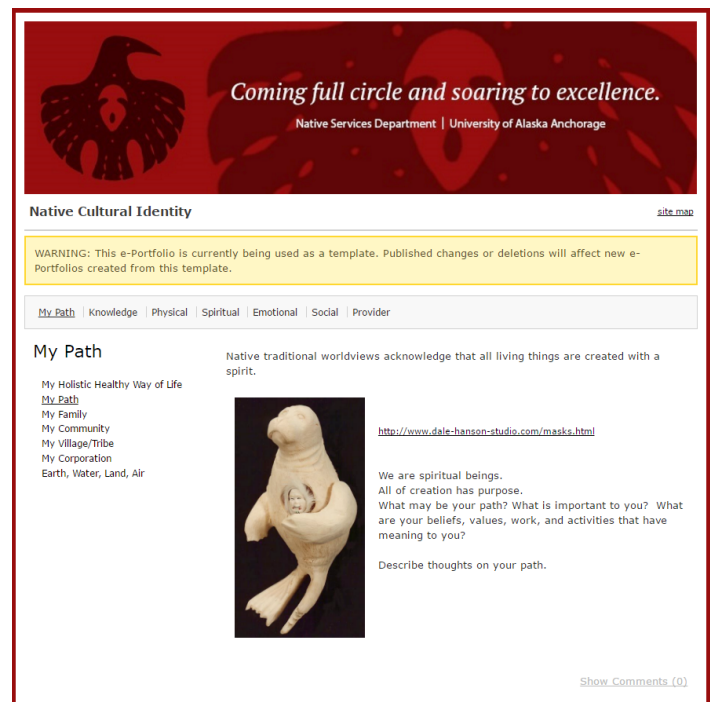 Coming full circle and soaring to excellence.
Native Services Department | University of Alaska Anchorage
Native Cultural Identity
site map
WARNING: This e-Portfolio is currently being used as a template. Published changes or deletions will affect new e-
Portfolios created from this template.
My Path | Knowledge | Physical | Spiritual | Emotional | Social | Provider
My Path
My Holistic Healthy Way of Life
My Path
My Family
My Community
My Village/Tribe
My Corporation
Earth, Water, Land, Air
Native traditional worldviews acknowledge that all living things are created with a
spirit.
http://www.dale-hanson-studio.com/masks.html
We are spiritual beings.
All of creation has purpose.
What may be your path? What is important to you?  What
are your beliefs, values, work, and activities that have
meaning to you?
Describe thoughts on your path.
Show Comments (0)